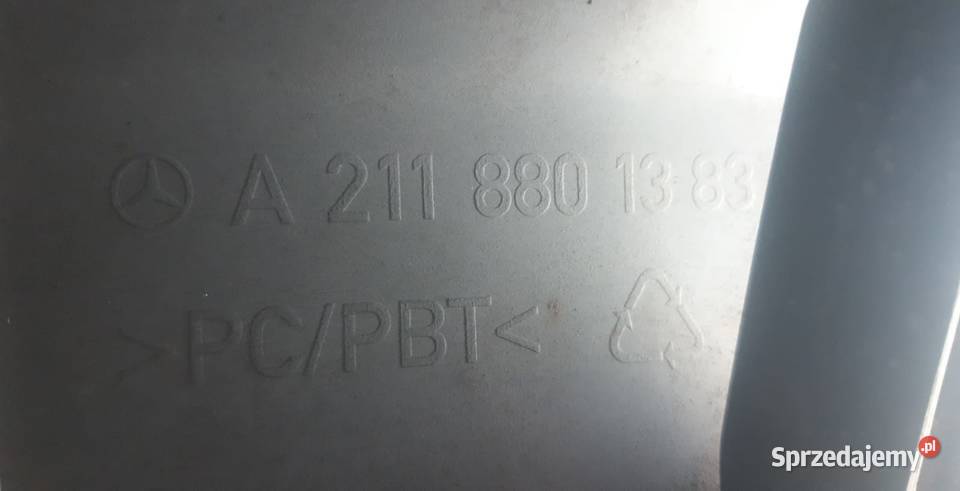 A 211 880 13 83
>PC/PBT<
Sprzedajemy.pl